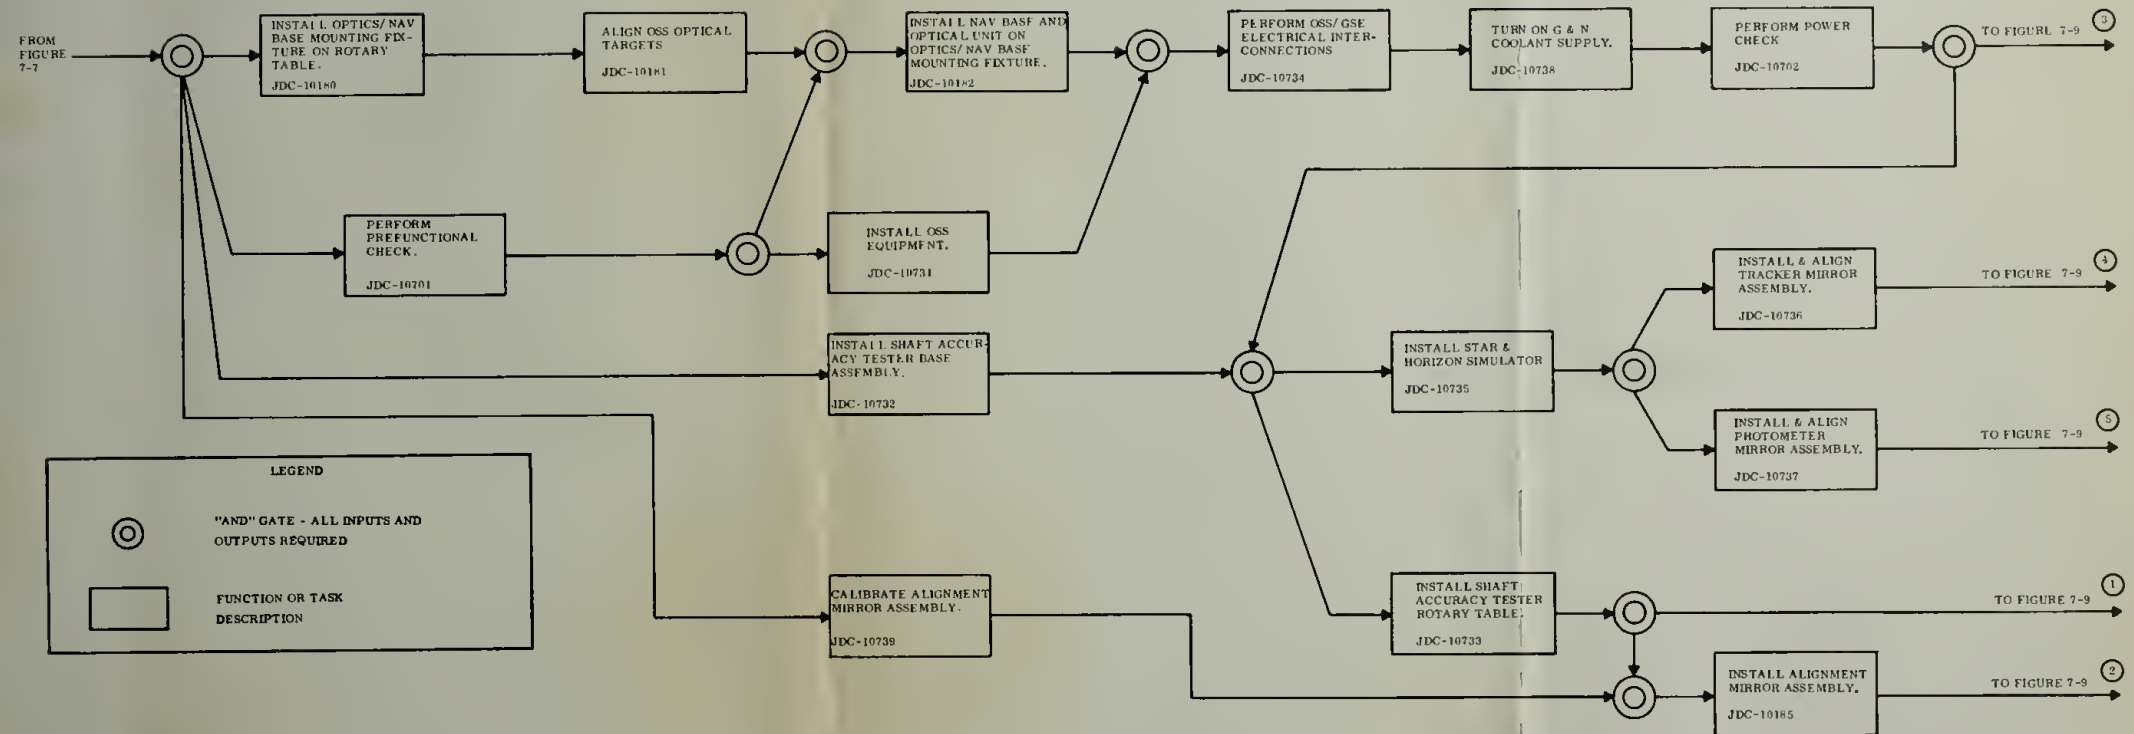 FROM
FIGURE
7-7
INSTALL OPTICS/NAV
BASE MOUNTING FIX-
TURE ON ROTARY
TABLE.
JDC-10180
ALIGN OSS OPTICAL
TARGETS
JDC-10181
INSTALL NAV BASE AND
OPTICAL UNIT ON
OPTICS/NAV BASE
MOUNTING FIXTURE.
JDC-10182
PERFORM OSS/GSE
ELECTRICAL INTER-
CONNECTIONS
JDC-10734
TURN ON G & N
COOLANT SUPPLY.
JDC-10738
PERFORM POWER
CHECK
JDC-10702
3
TO FIGURE 7-9
PERFORM
PREFUNCTIONAL
CHECK.
JDC-10701
INSTALL OSS
EQUIPMENT.
JDC-10731
INSTALL & ALIGN
TRACKER MIRROR
ASSEMBLY.
JDC-10736
4
TO FIGURE 7-9
INSTALL SHAFT ACCUR-
ACY TESTER BASE
ASSEMBLY.
JDC-10732
INSTALL STAR &
HORIZON SIMULATOR
JDC-10735
INSTALL & ALIGN
PHOTOMETER
MIRROR ASSEMBLY.
JDC-10737
5
TO FIGURE 7-9
LEGEND
"AND" GATE - ALL INPUTS AND
OUTPUTS REQUIRED
FUNCTION OR TASK
DESCRIPTION
CALIBRATE ALIGNMENT
MIRROR ASSEMBLY.
JDC-10739
INSTALL SHAFT
ACCURACY TESTER
ROTARY TABLE.
JDC-10733
1
TO FIGURE 7-9
INSTALL ALIGNMENT
MIRROR ASSEMBLY.
JDC-10185
2
TO FIGURE 7-9